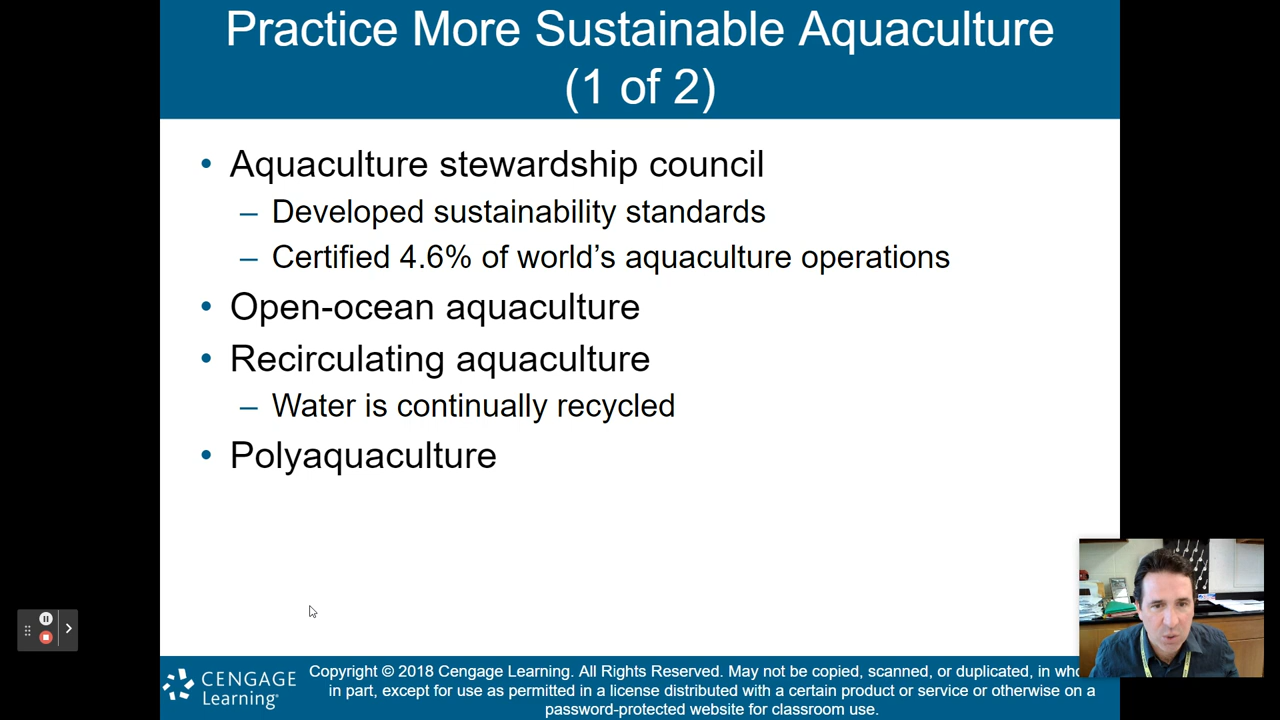 Practice More Sustainable Aquaculture
(1 of 2)
• Aquaculture stewardship council
– Developed sustainability standards
– Certified 4.6% of world’s aquaculture operations
• Open-ocean aquaculture
• Recirculating aquaculture
– Water is continually recycled
• Polyaquaculture
CENGAGE
Learning
Copyright © 2018 Cengage Learning. All Rights Reserved. May not be copied, scanned, or duplicated, in
in part, except for use as permitted in a license distributed with a certain product or service or otherwise on a
password-protected website for classroom use.